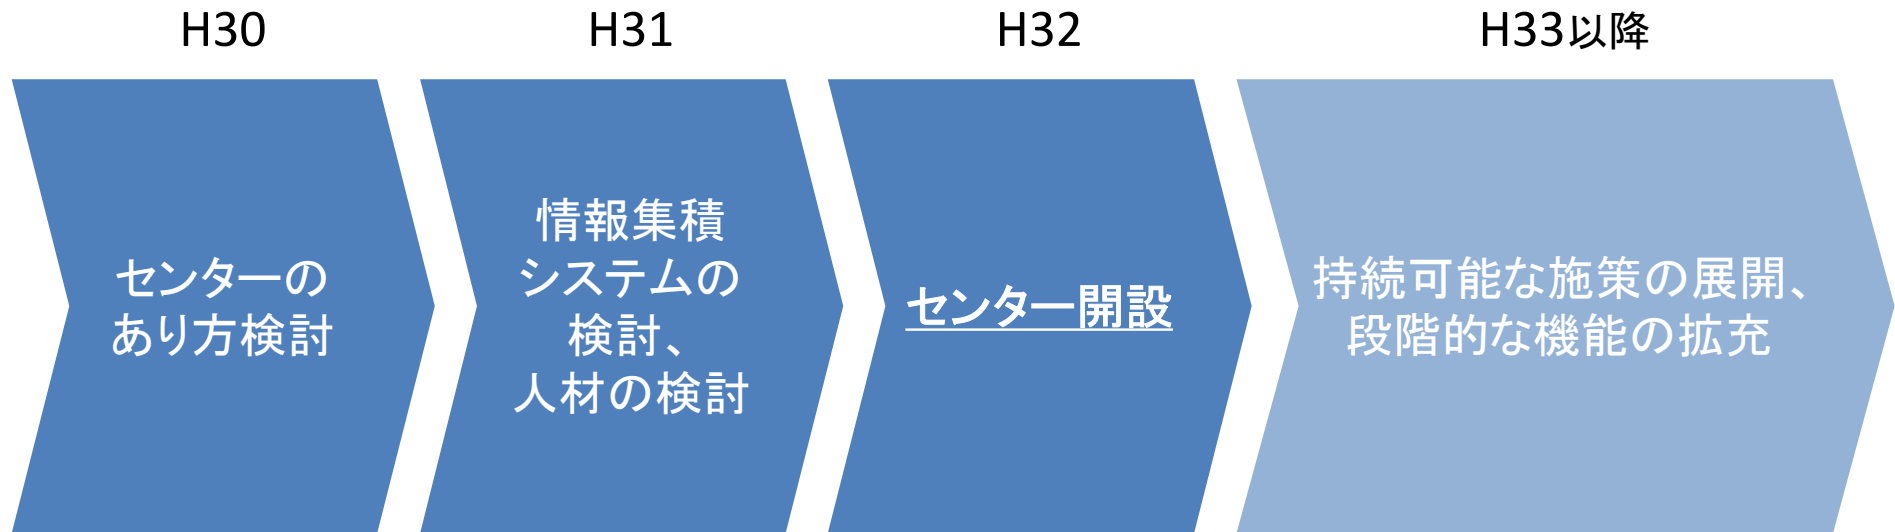 H30
H31
H32
H33以降
センターの
あり方検討
情報集積
システムの
検討、
人材の検討
センター開設
持続可能な施策の展開、
段階的な機能の拡充